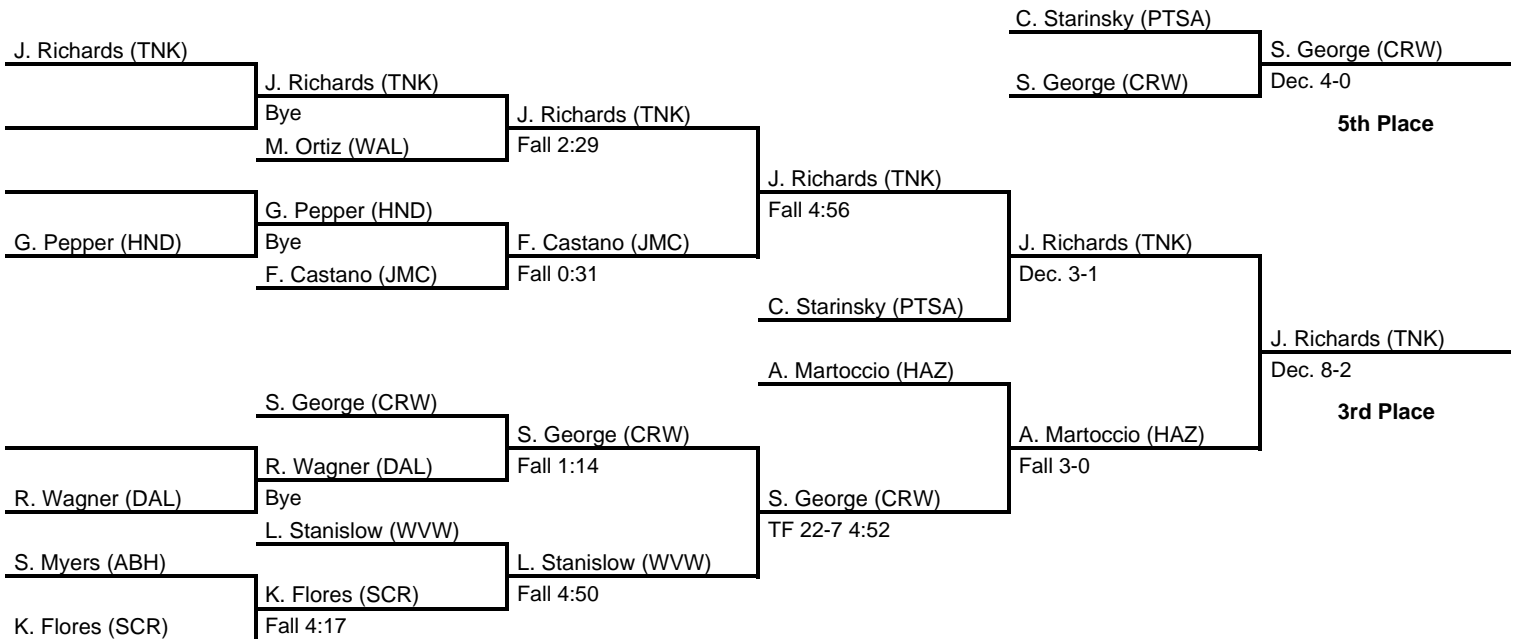 C. Starinsky (PTSA)
J. Richards (TNK)
S. George (CRW)
J. Richards (TNK)
S. George (CRW)
Dec. 4-0
Bye
J. Richards (TNK)
5th Place
M. Ortiz (WAL)
Fall 2:29
J. Richards (TNK)
G. Pepper (HND)
Fall 4:56
G. Pepper (HND)
Bye
F. Castano (JMC)
J. Richards (TNK)
F. Castano (JMC)
Fall 0:31
Dec. 3-1
C. Starinsky (PTSA)
J. Richards (TNK)
A. Martoccio (HAZ)
Dec. 8-2
S. George (CRW)
3rd Place
S. George (CRW)
A. Martoccio (HAZ)
R. Wagner (DAL)
Fall 1:14
Fall 3-0
R. Wagner (DAL)
Bye
S. George (CRW)
L. Stanislow (WVW)
TF 22-7 4:52
S. Myers (ABH)
L. Stanislow (WVW)
K. Flores (SCR)
Fall 4:50
K. Flores (SCR)
Fall 4:17